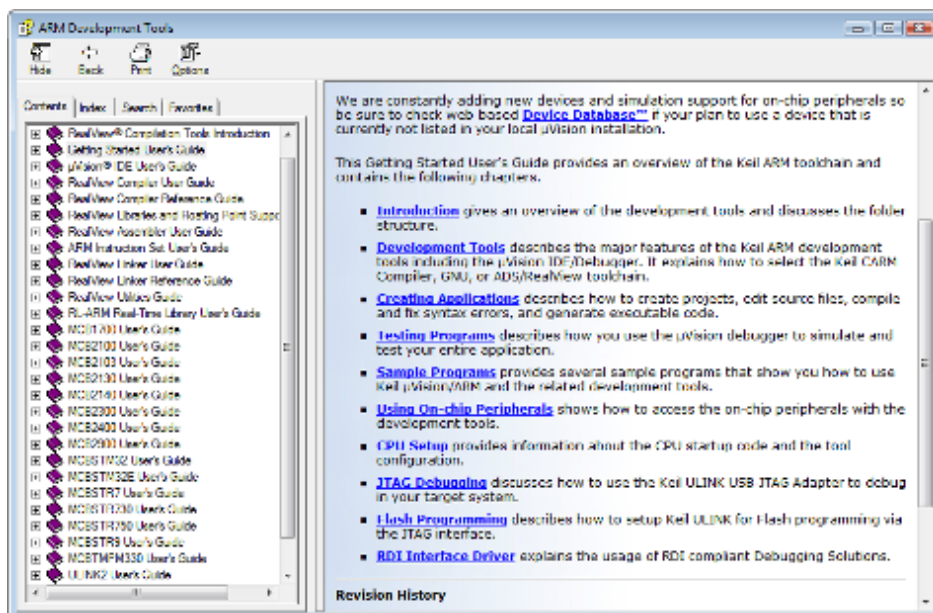 ARM Development Tools
Hide Back Print Options
Contents Index Search Favorites
RealView® Compilation Tools Introduction
Getting Started User's Guide
µVision® IDE User's Guide
RealView Compiler User Guide
RealView Compiler Reference Guide
RealView Libraries and Floating Point Suppo
RealView Assembler User Guide
ARM Instruction Set User's Guide
RealView Linker User Guide
RealView Linker Reference Guide
RealView Utilities Guide
RL-ARM Real-Time Library User's Guide
MCB1700 User's Guide
MCB2100 User's Guide
MCB2103 User's Guide
MCB2130 User's Guide
MCB2140 User's Guide
MCB2300 User's Guide
MCB2400 User's Guide
MCB2900 User's Guide
MCBSTM32 User's Guide
MCBSTM32E User's Guide
MCBSTR7 User's Guide
MCBSTR730 User's Guide
MCBSTR750 User's Guide
MCBSTR9 User's Guide
MCBTMPM330 User's Guide
ULINK2 User's Guide
We are constantly adding new devices and simulation support for on-chip peripherals so
be sure to check web based Device Database™ if your plan to use a device that is
currently not listed in your local µVision installation.
This Getting Started User's Guide provides an overview of the Keil ARM toolchain and
contains the following chapters.
Introduction gives an overview of the development tools and discusses the folder
structure.
Development Tools describes the major features of the Keil ARM development
tools including the µVision IDE/Debugger. It explains how to select the Keil CARM
Compiler, GNU, or ADS/RealView toolchain.
Creating Applications describes how to create projects, edit source files, compile
and fix syntax errors, and generate executable code.
Testing Programs describes how you use the µVision debugger to simulate and
test your entire application.
Sample Programs provides several sample programs that show you how to use
Keil µVision/ARM and the related development tools.
Using On-chip Peripherals shows how to access the on-chip peripherals with the
development tools.
CPU Setup provides information about the CPU startup code and the tool
configuration.
JTAG Debugging discusses how to use the Keil ULINK USB JTAG Adapter to debug
in your target system.
Flash Programming describes how to setup Keil ULINK for Flash programming via
the JTAG interface.
RDI Interface Driver explains the usage of RDI compliant Debugging Solutions.
Revision History